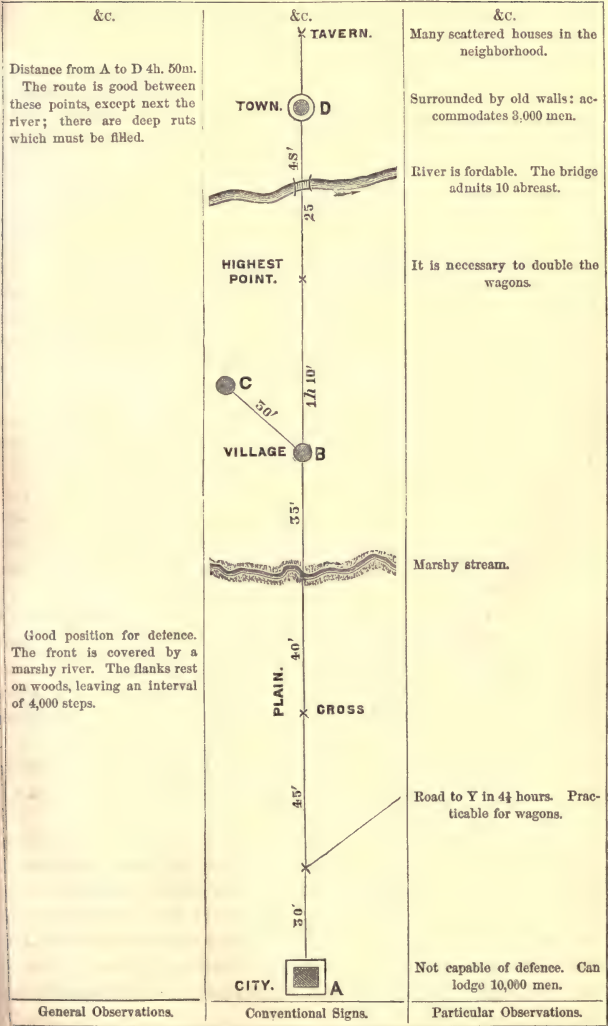 &c.
Distance from A to D 4h. 50m.
The route is good between
these points, except next the
river; there are deep ruts
which must be filled.
Good position for defence.
The front is covered by a
marshy river. The flanks rest
on woods, leaving an interval
of 4,000 steps.
General Observations.
&c.
TAVERN.
TOWN. D
48'
25
HIGHEST
POINT.
1h 10'
C
30'
VILLAGE B
35'
40'
PLAIN.
CROSS
45'
30'
CITY. A
Conventional Signs.
&c.
Many scattered houses in the
neighborhood.
Surrounded by old walls: ac-
commodates 3,000 men.
River is fordable. The bridge
admits 10 abreast.
It is necessary to double the
wagons.
Marshy stream.
Road to Y in 4½ hours. Prac-
ticable for wagons.
Not capable of defence. Can
lodge 10,000 men.
Particular Observations.